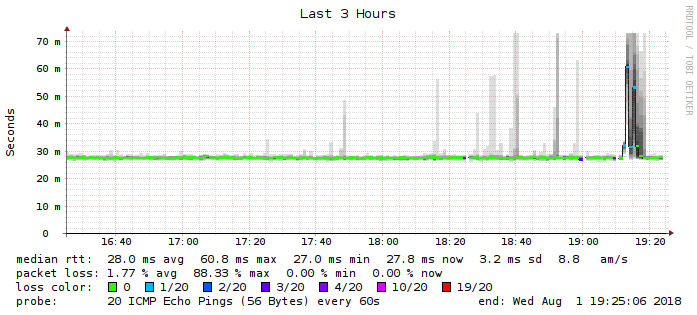 Last 3 Hours
RRDTOOL / TOBI OETIKER
Seconds
70 m
60 m
50 m
40 m
30 m
20 m
10 m
0
16:40 17:00 17:20 17:40 18:00 18:20 18:40 19:00 19:20
median rtt: 28.0 ms avg 60.8 ms max 27.0 ms min 27.8 ms now 3.2 ms sd 8.8 am/s
packet loss: 1.77 % avg 88.33 % max 0.00 % min 0.00 % now
loss color: 0 1/20 2/20 3/20 4/20 10/20 19/20
probe: 20 ICMP Echo Pings (56 Bytes) every 60s end: Wed Aug 1 19:25:06 2018